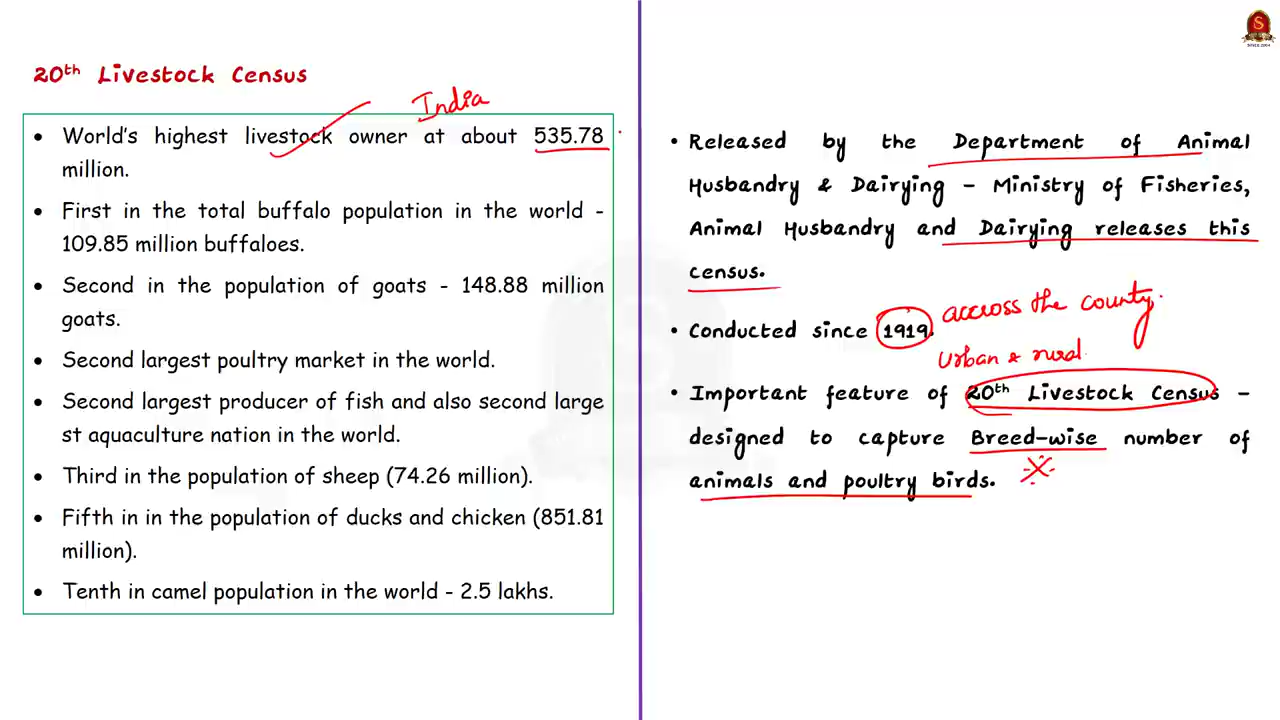 20th Livestock Census
India
• World's highest livestock owner at about 535.78
million.
• First in the total buffalo population in the world -
109.85 million buffaloes.
• Second in the population of goats - 148.88 million
goats.
• Second largest poultry market in the world.
• Second largest producer of fish and also second large
st aquaculture nation in the world.
• Third in the population of sheep (74.26 million).
• Fifth in in the population of ducks and chicken (851.81
million).
• Tenth in camel population in the world - 2.5 lakhs.
• Released by the Department of Animal
Husbandry & Dairying - Ministry of Fisheries,
Animal Husbandry and Dairying releases this
census.
• Conducted since 1919.
accross the county.
Urban & rural
• Important feature of 20th Livestock Census -
designed to capture Breed-wise number of
animals and poultry birds.